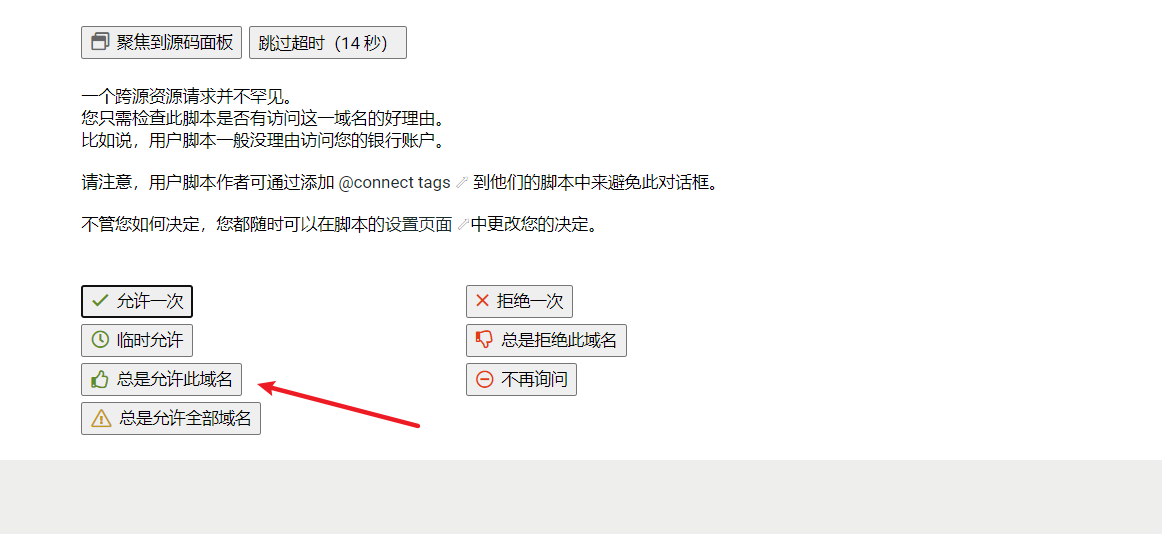 聚焦到源码面板 跳过超时（14 秒）
一个跨源资源请求并不罕见。
您只需检查此脚本是否有访问这一域名的好理由。
比如说，用户脚本一般没理由访问您的银行账户。
请注意，用户脚本作者可通过添加 @connect tags 到他们的脚本中来避免此对话框。
不管您如何决定，您都随时可以在脚本的设置页面 中更改您的决定。
允许一次 拒绝一次
临时允许 总是拒绝此域名
总是允许此域名 不再询问
总是允许全部域名